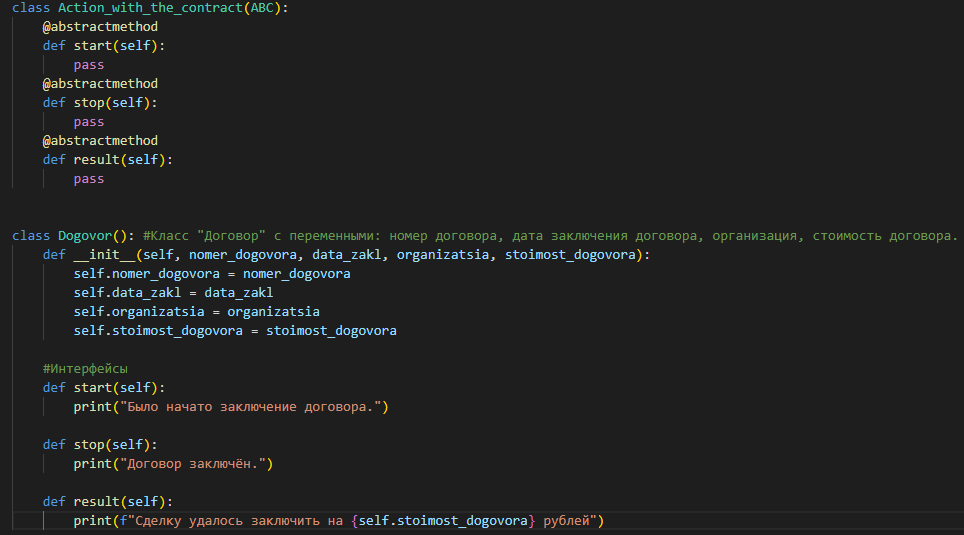 class Action_with_the_contract(ABC):
    @abstractmethod
    def start(self):
        pass
    @abstractmethod
    def stop(self):
        pass
    @abstractmethod
    def result(self):
        pass
class Dogovor(): #Класс "Договор" с переменными: номер договора, дата заключения договора, организация, стоимость договора.
    def __init__(self, nomer_dogovora, data_zakl, organizatsia, stoimost_dogovora):
        self.nomer_dogovora = nomer_dogovora
        self.data_zakl = data_zakl
        self.organizatsia = organizatsia
        self.stoimost_dogovora = stoimost_dogovora
    #Интерфейсы
    def start(self):
        print("Было начато заключение договора.")
    def stop(self):
        print("Договор заключён.")
    def result(self):
        print(f"Сделку удалось заключить на {self.stoimost_dogovora} рублей")